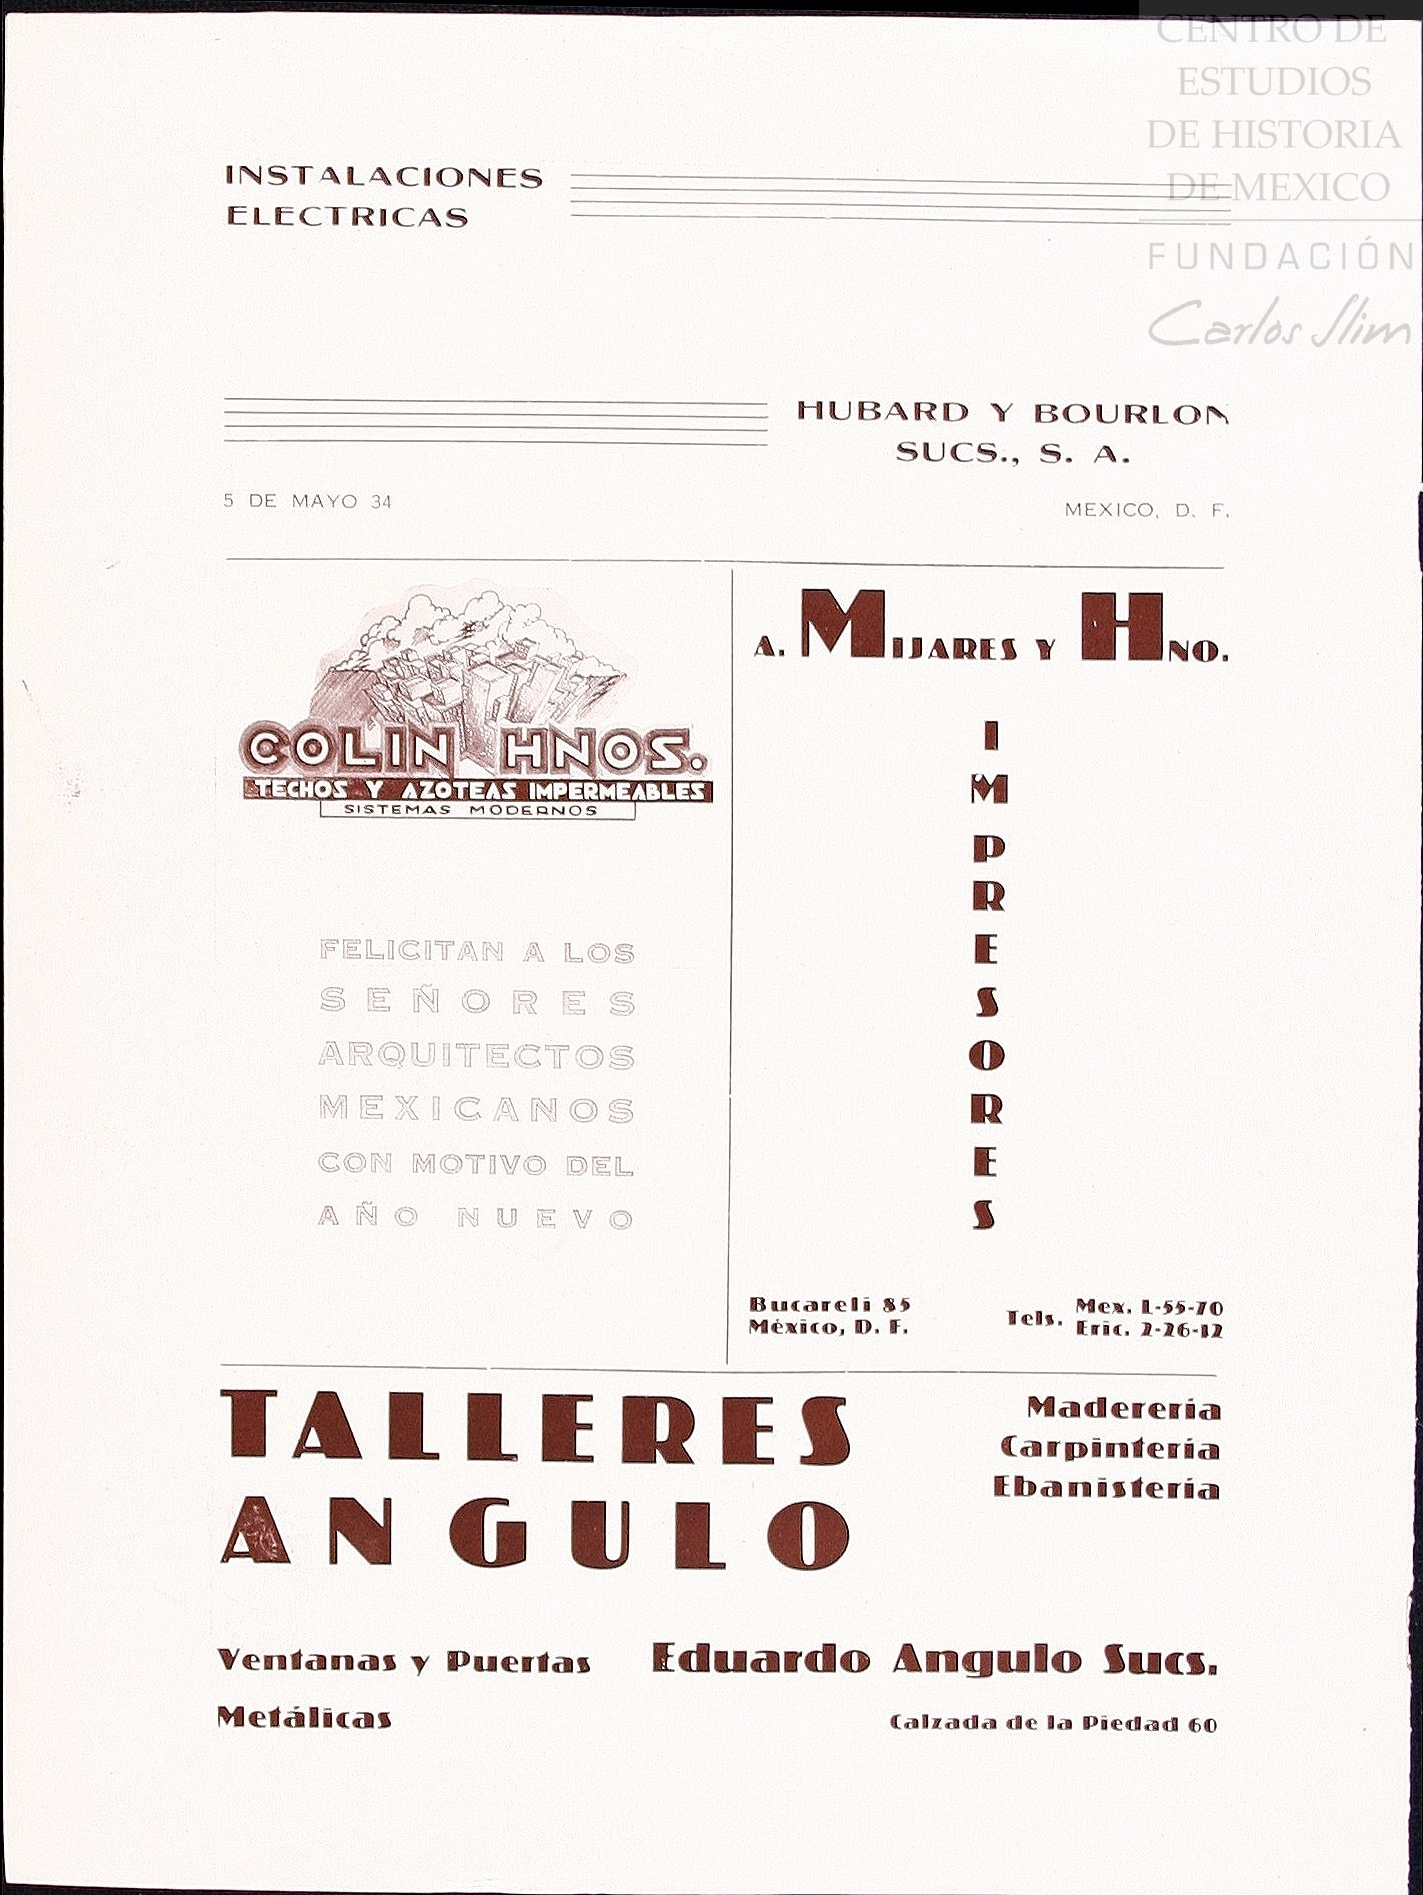 CENTRO DE
ESTUDIOS
DE HISTORIA
DE MEXICO
FUNDACIÓN
Carlos Slim
INSTALACIONES
ELECTRICAS
HUBARD Y BOURLON
SUCS., S. A.
5 DE MAYO 34
MEXICO, D. F.
COLIN HNOS.
TECHOS Y AZOTEAS IMPERMEABLES
SISTEMAS MODERNOS
FELICITAN A LOS
SEÑORES
ARQUITECTOS
MEXICANOS
CON MOTIVO DEL
AÑO NUEVO
A. MIJARES Y HNO.
I
M
P
R
E
S
O
R
E
S
Bucareli 85
México, D. F.
Tels. Mex. L-55-70
Eric. 2-26-12
TALLERES
ANGULO
Maderería
Carpintería
Ebanistería
Ventanas y Puertas
Metálicas
Eduardo Angulo Sucs.
Calzada de la Piedad 60